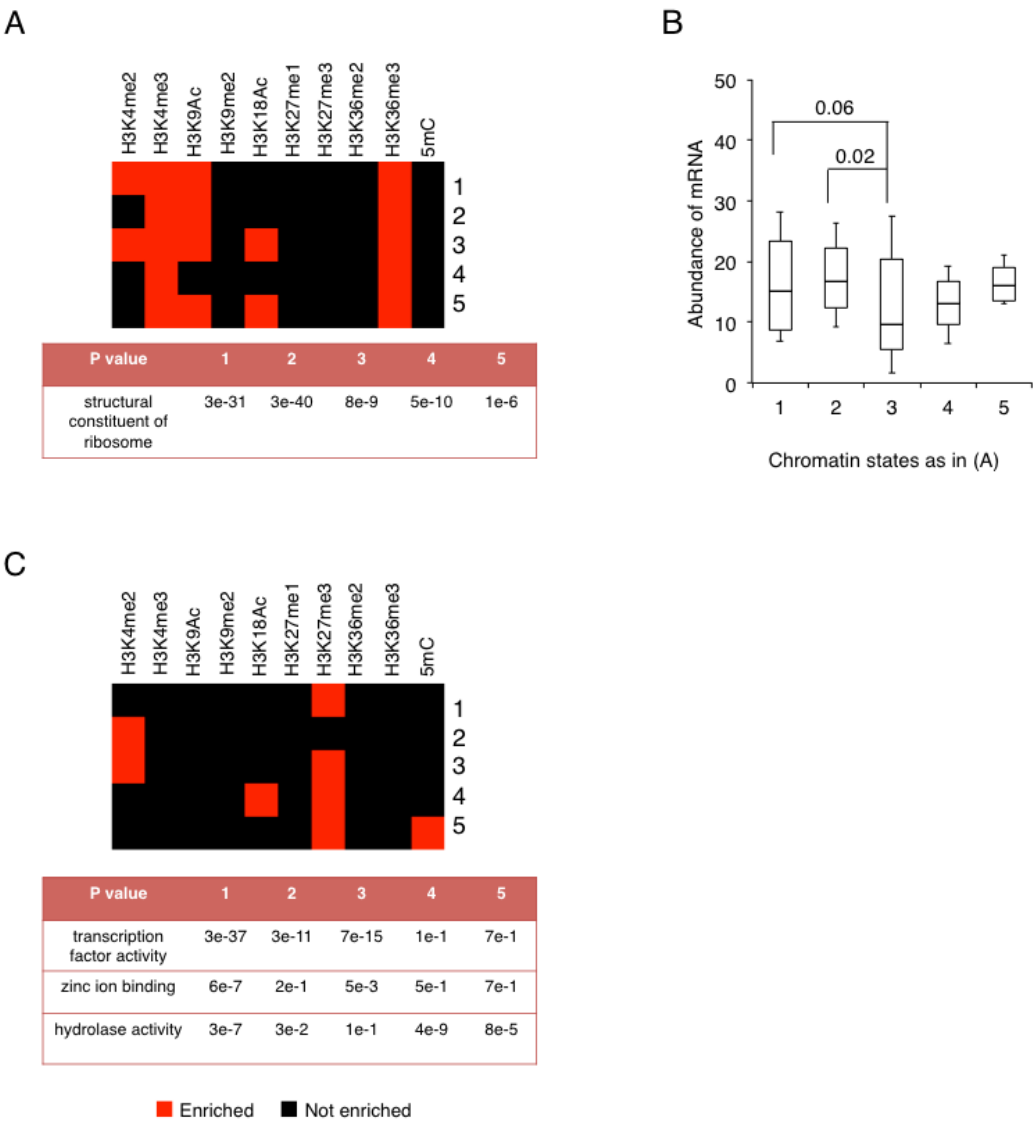 A
H3K4me2 H3K4me3 H3K9Ac H3K9me2 H3K18Ac H3K27me1 H3K27me3 H3K36me2 H3K36me3 5mC
1
2
3
4
5
P value 1 2 3 4 5
structural
constituent of
ribosome
3e-31 3e-40 8e-9 5e-10 1e-6
B
Abundance of mRNA
50
40
30
20
10
0
0.06
0.02
1 2 3 4 5
Chromatin states as in (A)
C
H3K4me2 H3K4me3 H3K9Ac H3K9me2 H3K18Ac H3K27me1 H3K27me3 H3K36me2 H3K36me3 5mC
1
2
3
4
5
P value 1 2 3 4 5
transcription
factor activity
3e-37 3e-11 7e-15 1e-1 7e-1
zinc ion binding 6e-7 2e-1 5e-3 5e-1 7e-1
hydrolase activity 3e-7 3e-2 1e-1 4e-9 8e-5
Enriched Not enriched